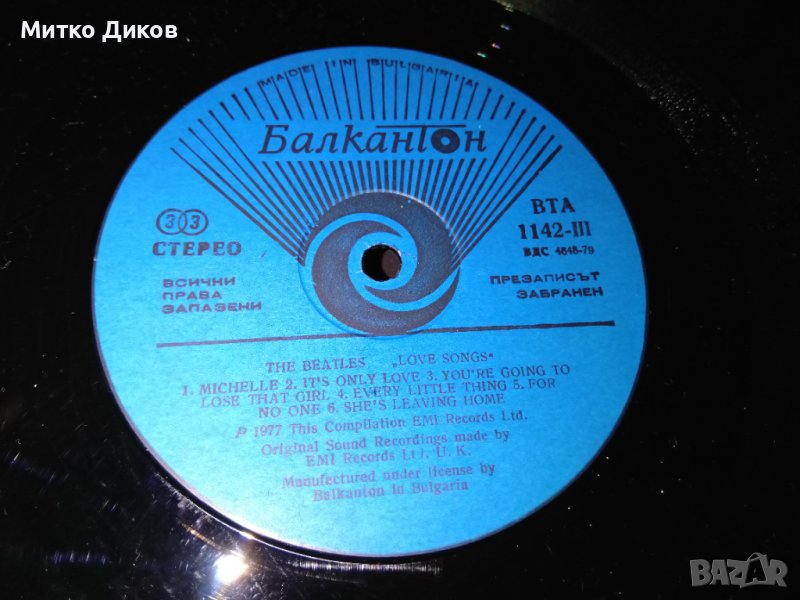 Митко Диков
MADE IN BULGARIA
Балкантон
33
СТЕРЕО
ВСИЧНИ
ПРАВА
ЗАПАЗЕНИ
ВТА
1142-III
ВДС 4648-79
ПРЕЗАПИСЪТ
ЗАБРАНЕН
THE BEATLES „LOVE SONGS“
1. MICHELLE 2. IT'S ONLY LOVE 3. YOU'RE GOING TO
LOSE THAT GIRL 4. EVERY LITTLE THING 5. FOR
NO ONE 6. SHE'S LEAVING HOME
℗ 1977 This Compilation EMI Records Ltd.
Original Sound Recordings made by
EMI Records Ltd. U. K.
Manufactured under license by
Balkanton in Bulgaria
BAZAR